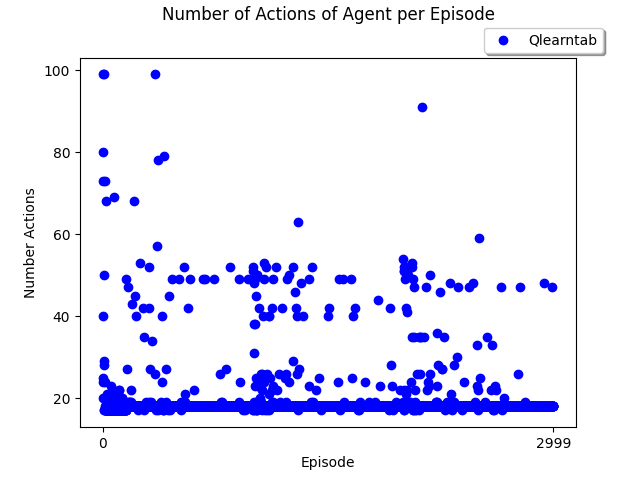 Number of Actions of Agent per Episode
Qlearntab
100
80
60
40
20
Number Actions
0
2999
Episode